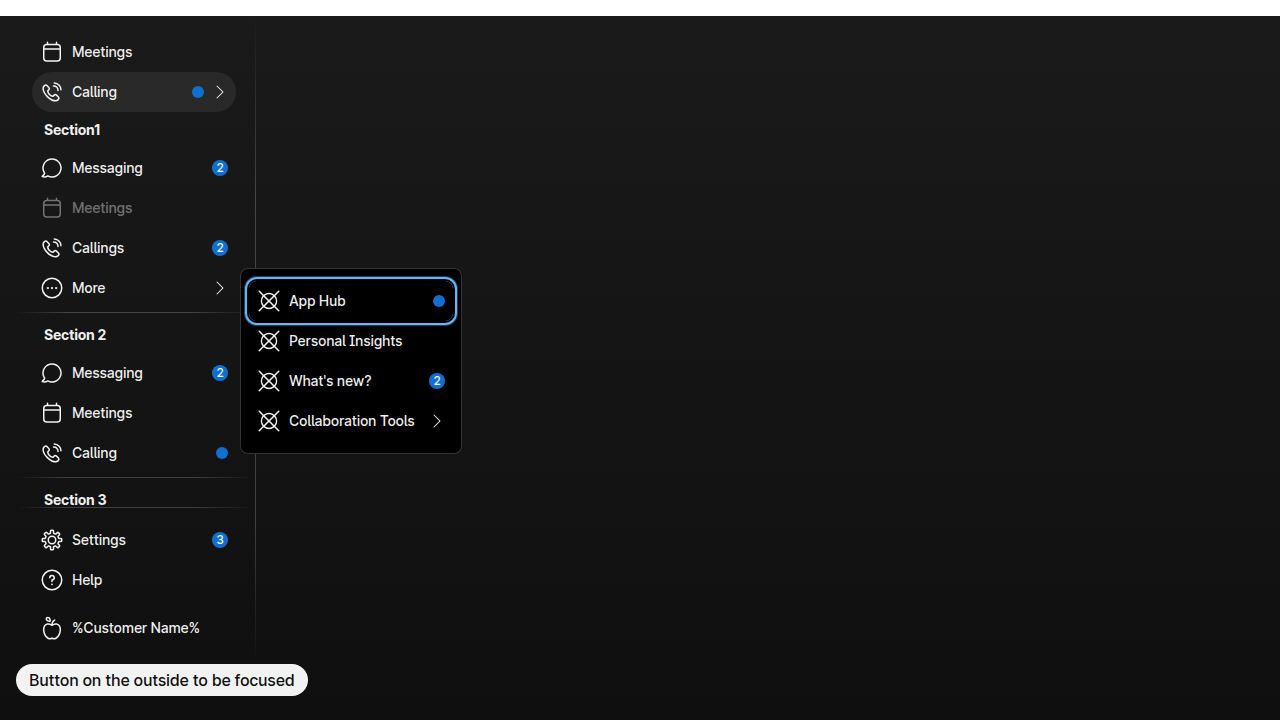 Meetings
Calling
Section1
Messaging 2
Meetings
Callings 2
More
App Hub
Personal Insights
What's new? 2
Collaboration Tools
Section 2
Messaging 2
Meetings
Calling
Section 3
Settings 3
Help
%Customer Name%
Button on the outside to be focused